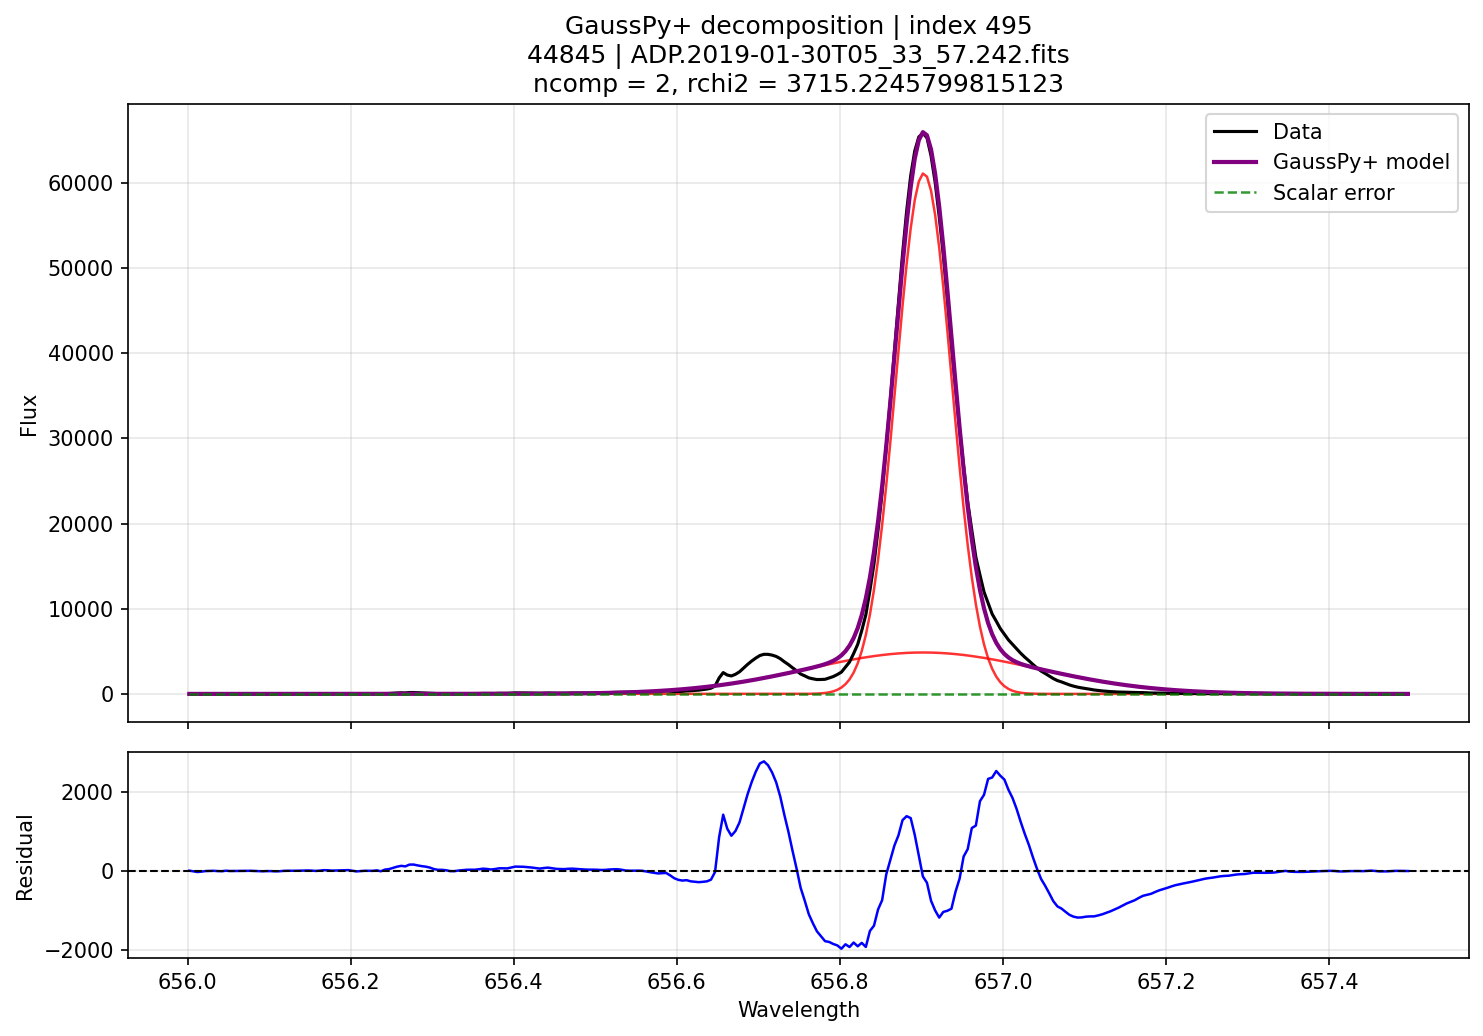 GaussPy+ decomposition | index 495
44845 | ADP.2019-01-30T05_33_57.242.fits
ncomp = 2, rchi2 = 3715.2245799815123
Data
GaussPy+ model
Scalar error
Flux
60000
50000
40000
30000
20000
10000
0
Residual
2000
0
−2000
656.0 656.2 656.4 656.6 656.8 657.0 657.2 657.4
Wavelength